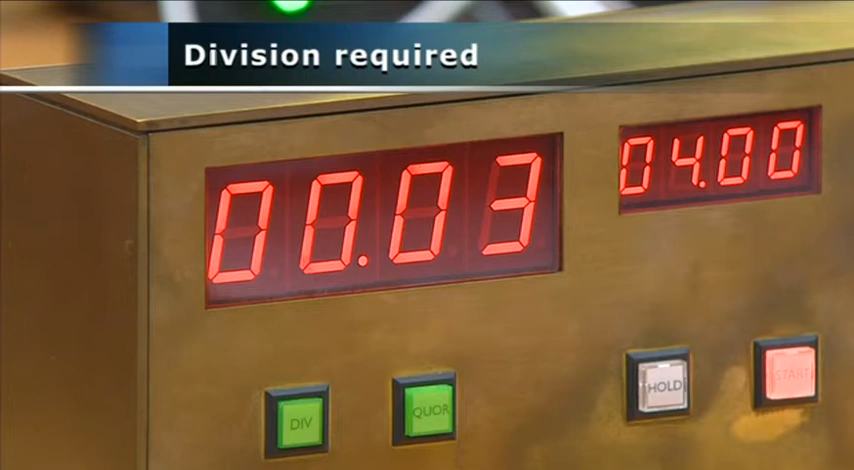 Division required
00.03
04.00
DIV
QUOR
HOLD
START